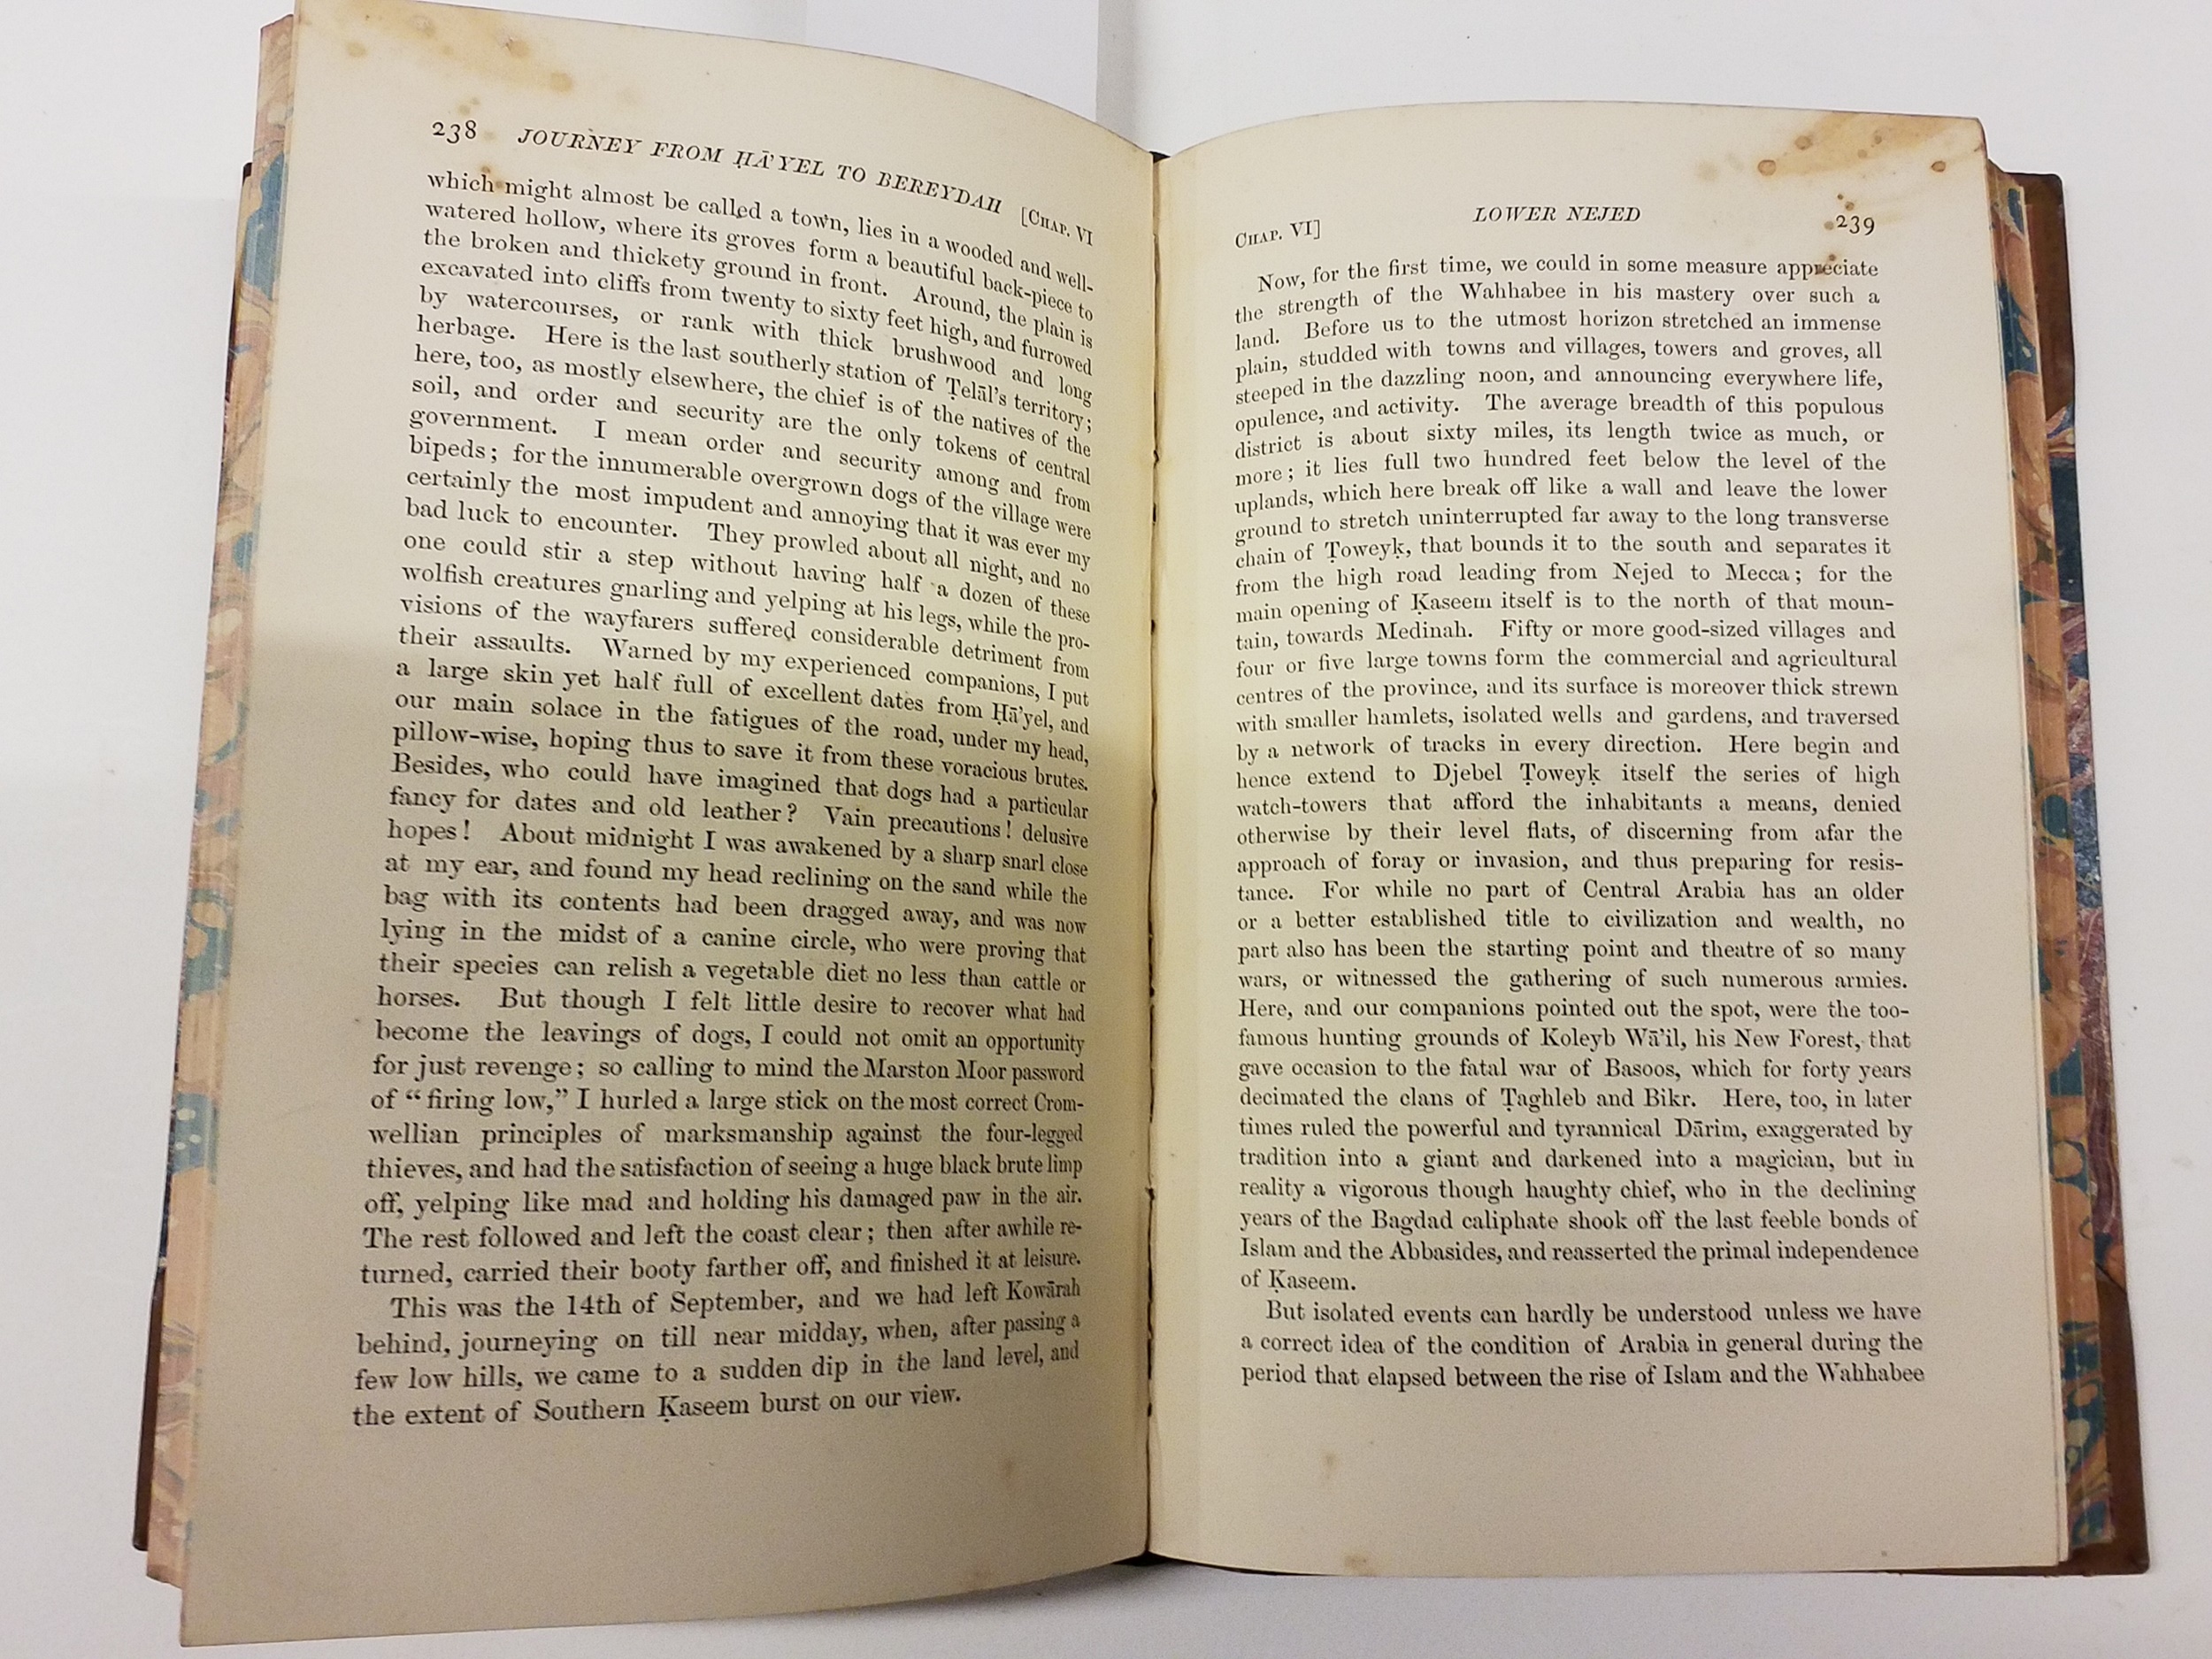 238 JOURNEY FROM ḤĀ'YEL TO BEREYDAH [CHAP. VI
which might almost be called a town, lies in a wooded and well-
watered hollow, where its groves form a beautiful back-piece to
the broken and thickety ground in front. Around, the plain is
excavated into cliffs from twenty to sixty feet high, and furrowed
by watercourses, or rank with thick brushwood and long
herbage. Here is the last southerly station of Ṭelāl's territory;
here, too, as mostly elsewhere, the chief is of the natives of the
soil, and order and security are the only tokens of central
government. I mean order and security among and from
bipeds; for the innumerable overgrown dogs of the village were
certainly the most impudent and annoying that it was ever my
bad luck to encounter. They prowled about all night, and no
one could stir a step without having half a dozen of these
wolfish creatures gnarling and yelping at his legs, while the pro-
visions of the wayfarers suffered considerable detriment from
their assaults. Warned by my experienced companions, I put
a large skin yet half full of excellent dates from Ḥā'yel, and
our main solace in the fatigues of the road, under my head,
pillow-wise, hoping thus to save it from these voracious brutes.
Besides, who could have imagined that dogs had a particular
fancy for dates and old leather? Vain precautions! delusive
hopes! About midnight I was awakened by a sharp snarl close
at my ear, and found my head reclining on the sand while the
bag with its contents had been dragged away, and was now
lying in the midst of a canine circle, who were proving that
their species can relish a vegetable diet no less than cattle or
horses. But though I felt little desire to recover what had
become the leavings of dogs, I could not omit an opportunity
for just revenge; so calling to mind the Marston Moor password
of “firing low,” I hurled a large stick on the most correct Crom-
wellian principles of marksmanship against the four-legged
thieves, and had the satisfaction of seeing a huge black brute limp
off, yelping like mad and holding his damaged paw in the air.
The rest followed and left the coast clear; then after awhile re-
turned, carried their booty farther off, and finished it at leisure.
This was the 14th of September, and we had left Kowārah
behind, journeying on till near midday, when, after passing a
few low hills, we came to a sudden dip in the land level, and
the extent of Southern Ḳaseem burst on our view.
CHAP. VI] LOWER NEJED 239
Now, for the first time, we could in some measure appreciate
the strength of the Wahhabee in his mastery over such a
land. Before us to the utmost horizon stretched an immense
plain, studded with towns and villages, towers and groves, all
steeped in the dazzling noon, and announcing everywhere life,
opulence, and activity. The average breadth of this populous
district is about sixty miles, its length twice as much, or
more; it lies full two hundred feet below the level of the
uplands, which here break off like a wall and leave the lower
ground to stretch uninterrupted far away to the long transverse
chain of Ṭoweyḳ, that bounds it to the south and separates it
from the high road leading from Nejed to Mecca; for the
main opening of Ḳaseem itself is to the north of that moun-
tain, towards Medinah. Fifty or more good-sized villages and
four or five large towns form the commercial and agricultural
centres of the province, and its surface is moreover thick strewn
with smaller hamlets, isolated wells and gardens, and traversed
by a network of tracks in every direction. Here begin and
hence extend to Djebel Ṭoweyḳ itself the series of high
watch-towers that afford the inhabitants a means, denied
otherwise by their level flats, of discerning from afar the
approach of foray or invasion, and thus preparing for resis-
tance. For while no part of Central Arabia has an older
or a better established title to civilization and wealth, no
part also has been the starting point and theatre of so many
wars, or witnessed the gathering of such numerous armies.
Here, and our companions pointed out the spot, were the too-
famous hunting grounds of Koleyb Wā'il, his New Forest, that
gave occasion to the fatal war of Basoos, which for forty years
decimated the clans of Ṭaghleb and Bikr. Here, too, in later
times ruled the powerful and tyrannical Dārim, exaggerated by
tradition into a giant and darkened into a magician, but in
reality a vigorous though haughty chief, who in the declining
years of the Bagdad caliphate shook off the last feeble bonds of
Islam and the Abbasides, and reasserted the primal independence
of Ḳaseem.
But isolated events can hardly be understood unless we have
a correct idea of the condition of Arabia in general during the
period that elapsed between the rise of Islam and the Wahhabee